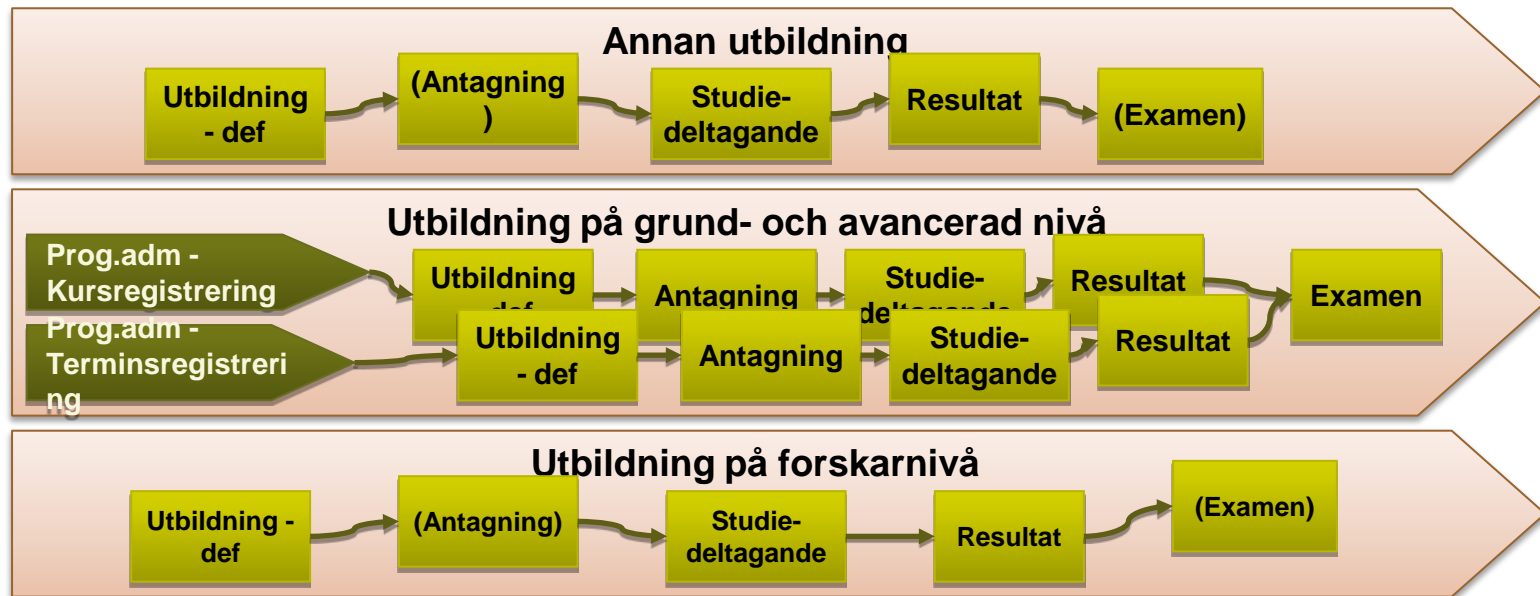 Annan utbildning
Utbildning
- def
(Antagning
)
Studie-
deltagande
Resultat
(Examen)
Utbildning på grund- och avancerad nivå
Prog.adm -
Kursregistrering
Utbildning
- def
Antagning
Studie-
deltagande
Resultat
Examen
Prog.adm -
Terminsregistreri
ng
Utbildning
- def
Antagning
Studie-
deltagande
Resultat
Utbildning på forskarnivå
Utbildning -
def
(Antagning)
Studie-
deltagande
Resultat
(Examen)